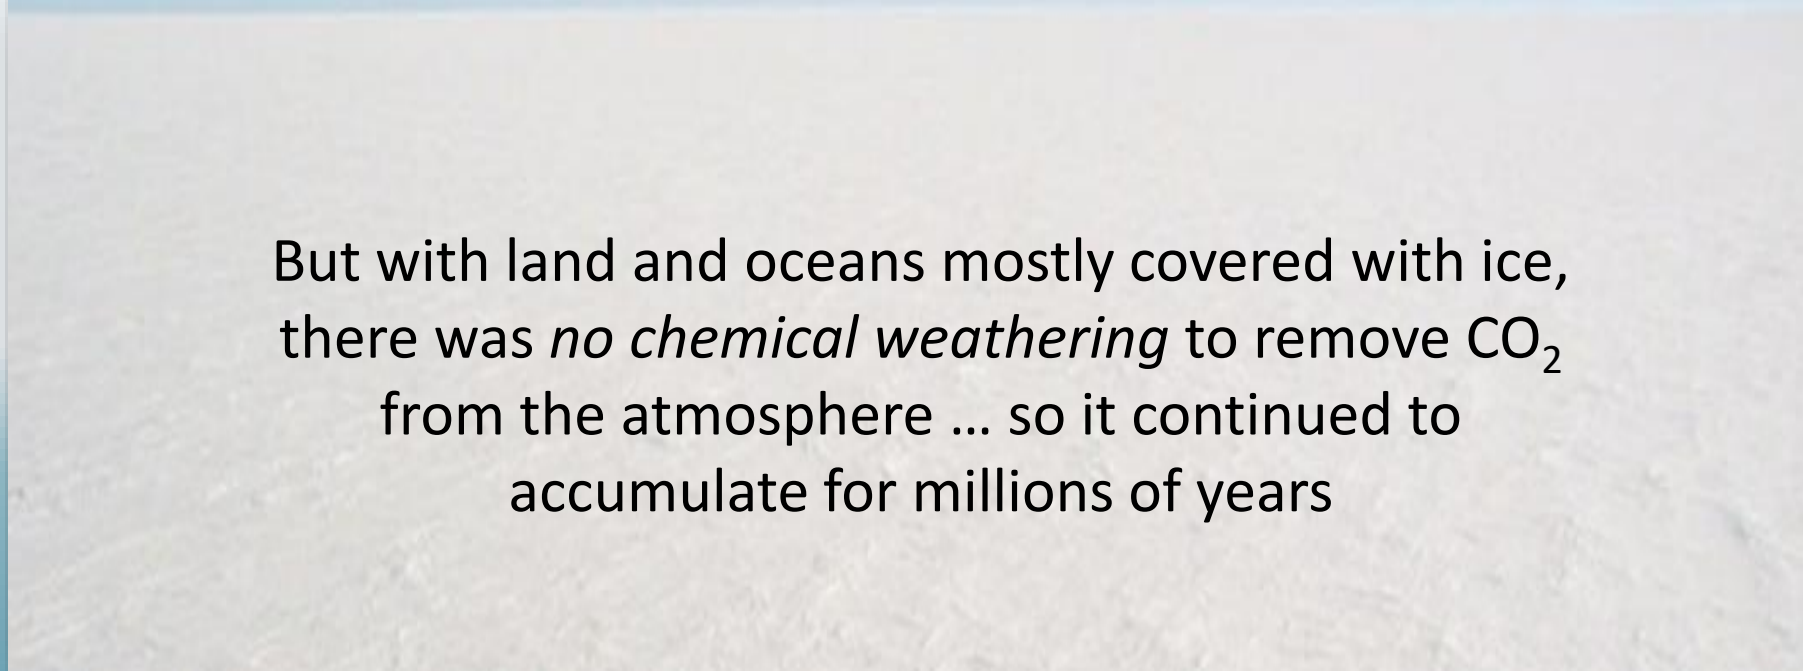 But with land and oceans mostly covered with ice,
there was no chemical weathering to remove CO₂
from the atmosphere … so it continued to
accumulate for millions of years